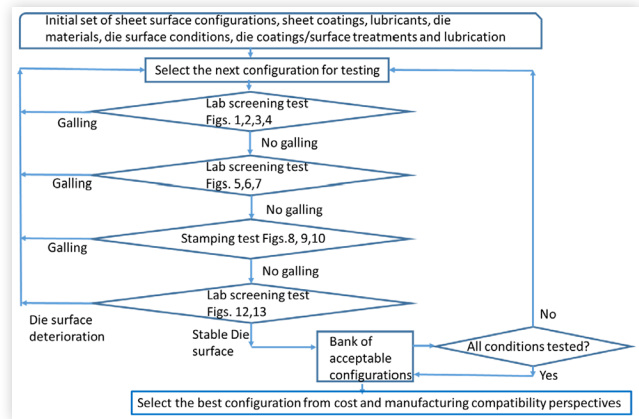 Initial set of sheet surface configurations, sheet coatings, lubricants, die
materials, die surface conditions, die coatings/surface treatments and lubrication
Select the next configuration for testing
Lab screening test
Figs. 1,2,3,4
Galling
No galling
Lab screening test
Figs. 5,6,7
Galling
No galling
Stamping test Figs.8, 9,10
Galling
No galling
Lab screening test
Figs. 12,13
Die surface
deterioration
Stable Die
surface
Bank of
acceptable
configurations
All conditions tested?
No
Yes
Select the best configuration from cost and manufacturing compatibility perspectives